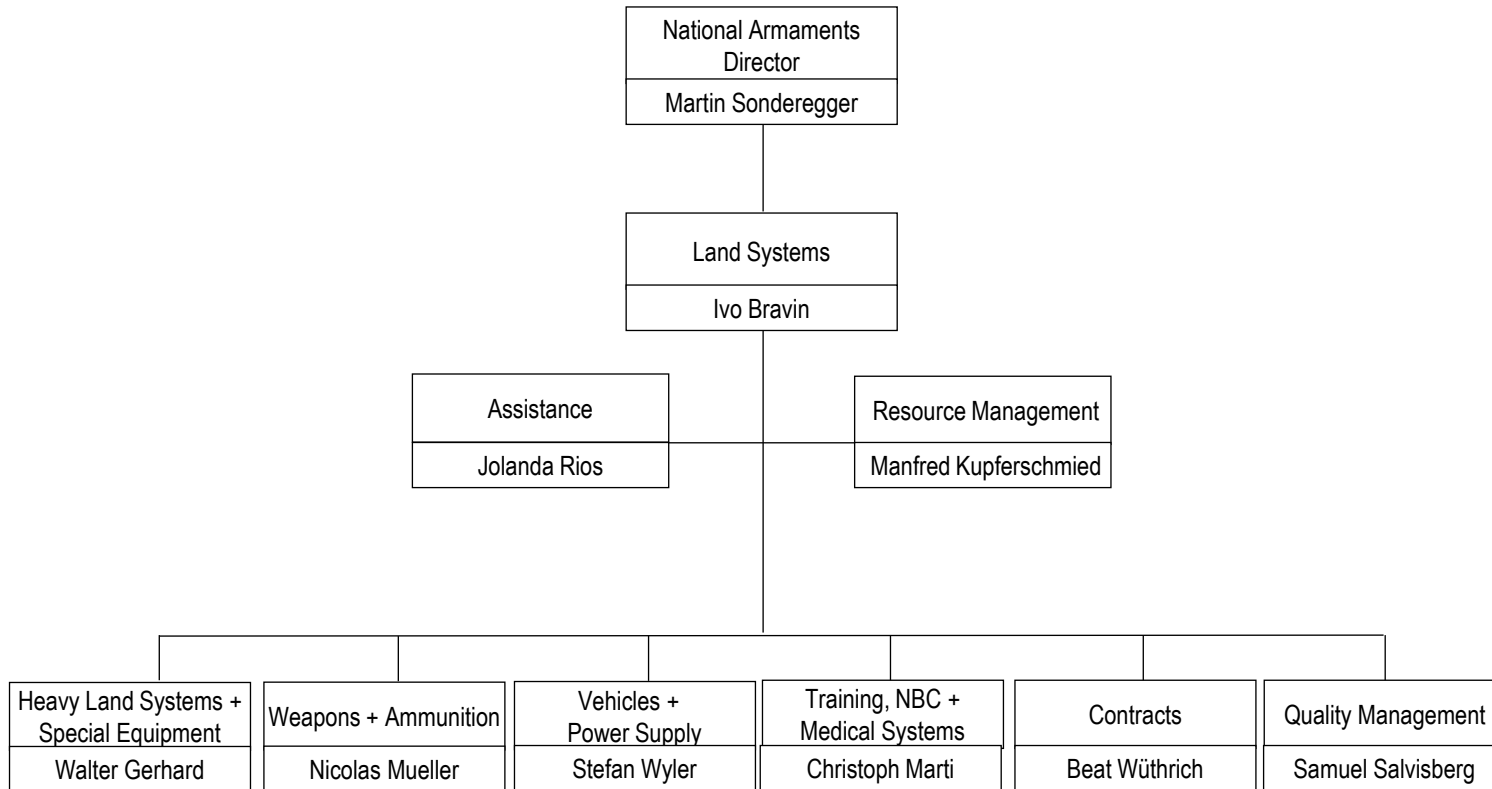 National Armaments
Director
Martin Sonderegger
Land Systems
Ivo Bravin
Assistance
Jolanda Rios
Resource Management
Manfred Kupferschmied
Heavy Land Systems +
Special Equipment
Walter Gerhard
Weapons + Ammunition
Nicolas Mueller
Vehicles +
Power Supply
Stefan Wyler
Training, NBC +
Medical Systems
Christoph Marti
Contracts
Beat Wüthrich
Quality Management
Samuel Salvisberg